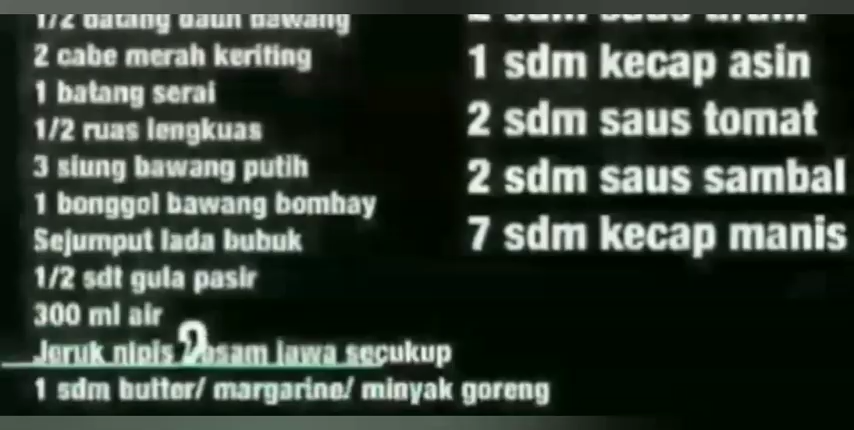 1/2 batang daun bawang
2 cabe merah keriting
1 batang serai
1/2 ruas lengkuas
3 siung bawang putih
1 bonggol bawang bombay
Sejumput lada bubuk
1/2 sdt gula pasir
300 ml air
Jeruk nipis / asam jawa secukup
1 sdm butter/ margarine/ minyak goreng
2 sdm saus
1 sdm kecap asin
2 sdm saus tomat
2 sdm saus sambal
7 sdm kecap manis